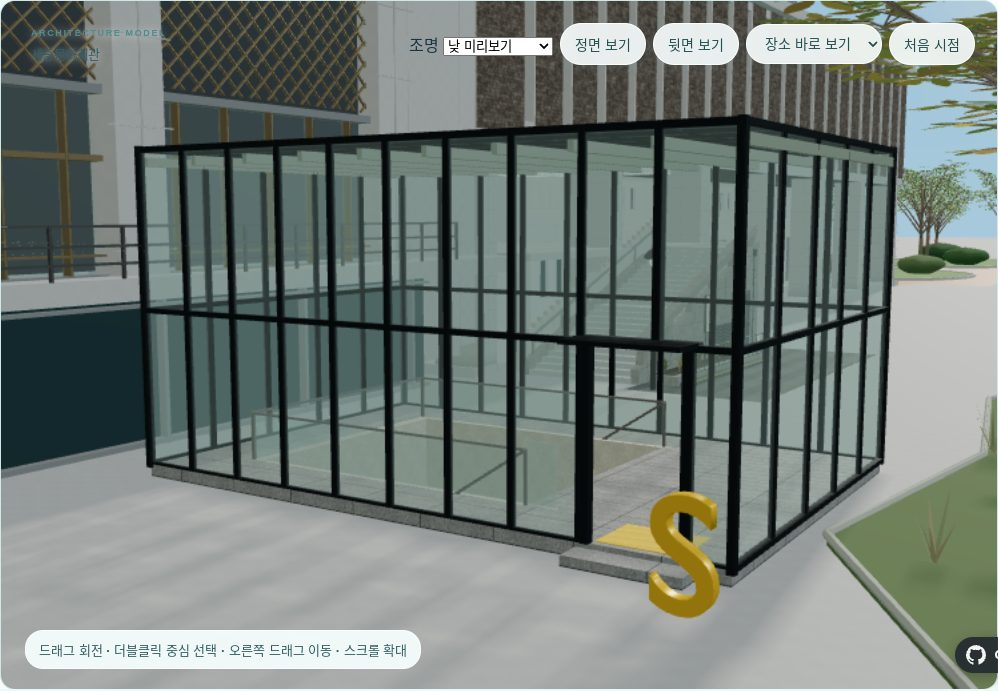 ARCHITECTURE MODEL
조명 낮 미리보기 정면 보기 뒷면 보기 장소 바로 보기 처음 시점
S
드래그 회전 · 더블클릭 중심 선택 · 오른쪽 드래그 이동 · 스크롤 확대